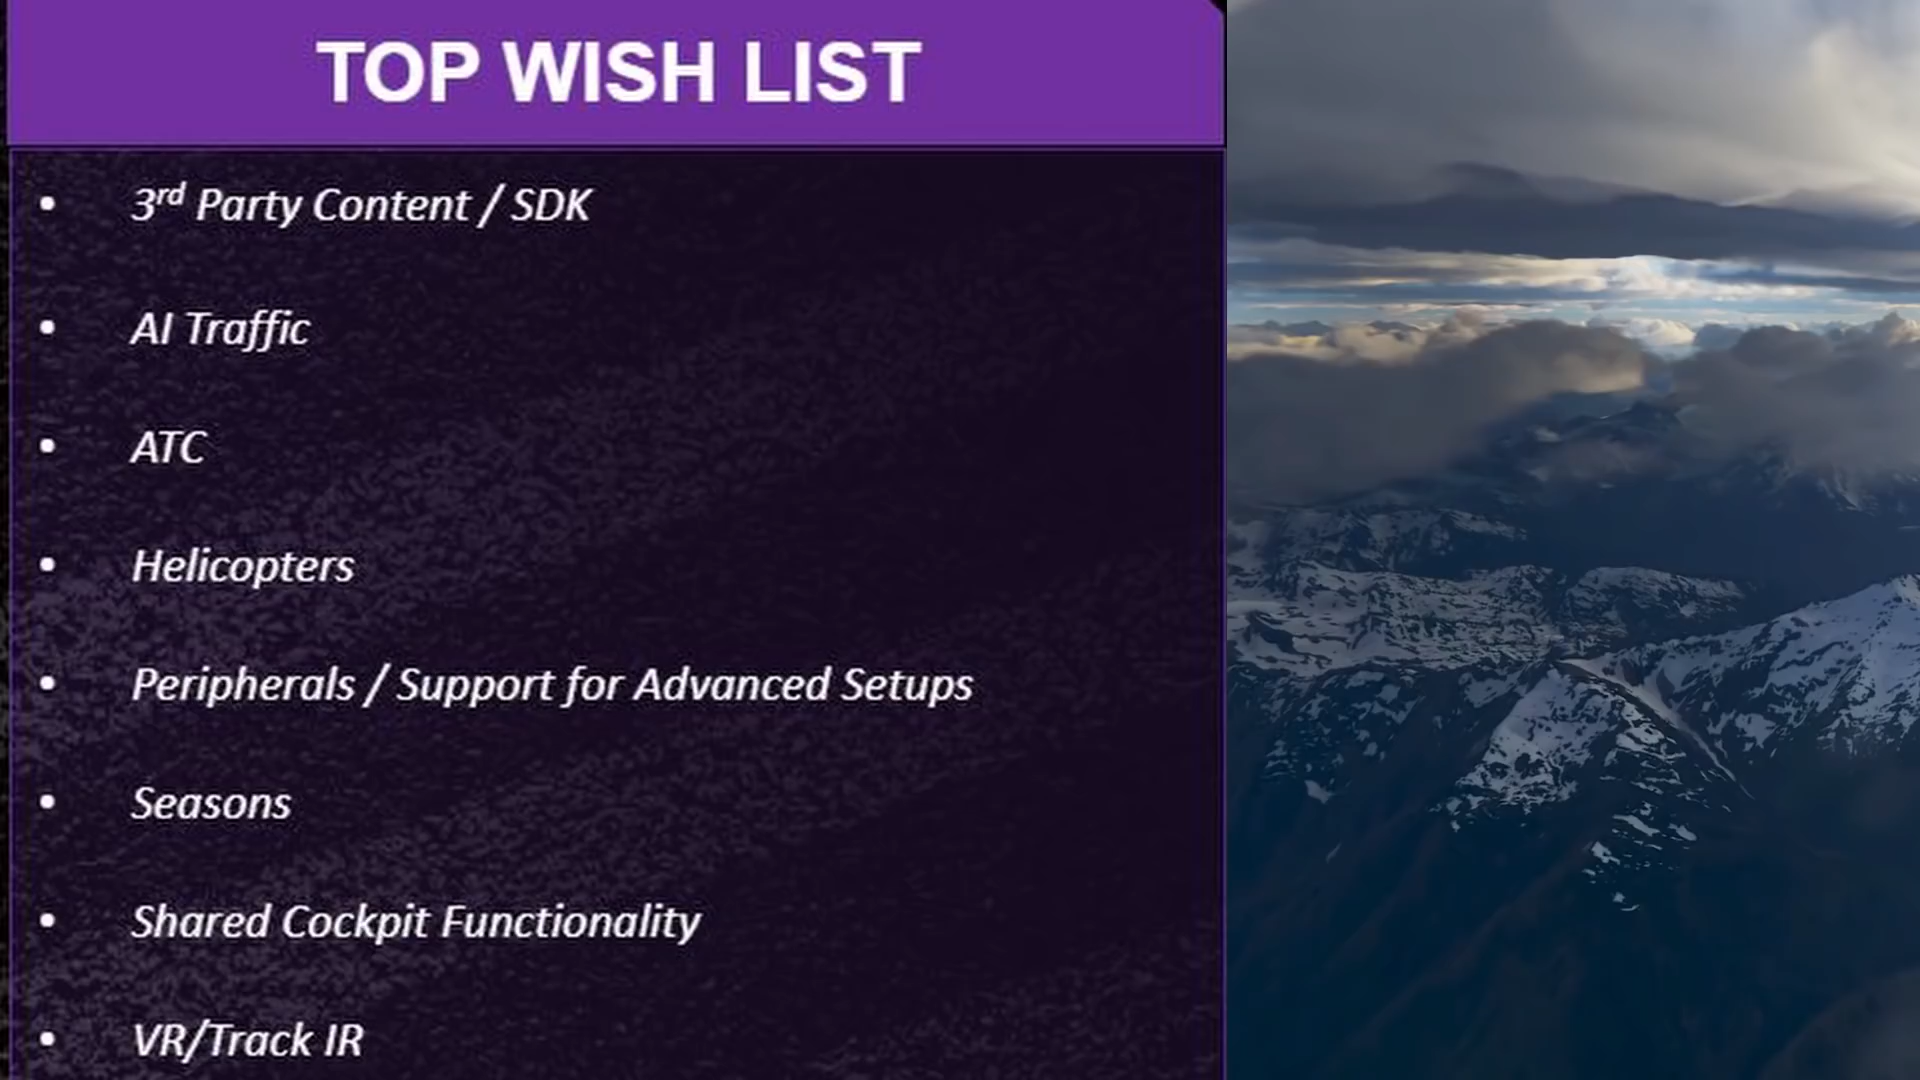 TOP WISH LIST
• 3rd Party Content / SDK
• AI Traffic
• ATC
• Helicopters
• Peripherals / Support for Advanced Setups
• Seasons
• Shared Cockpit Functionality
• VR/Track IR